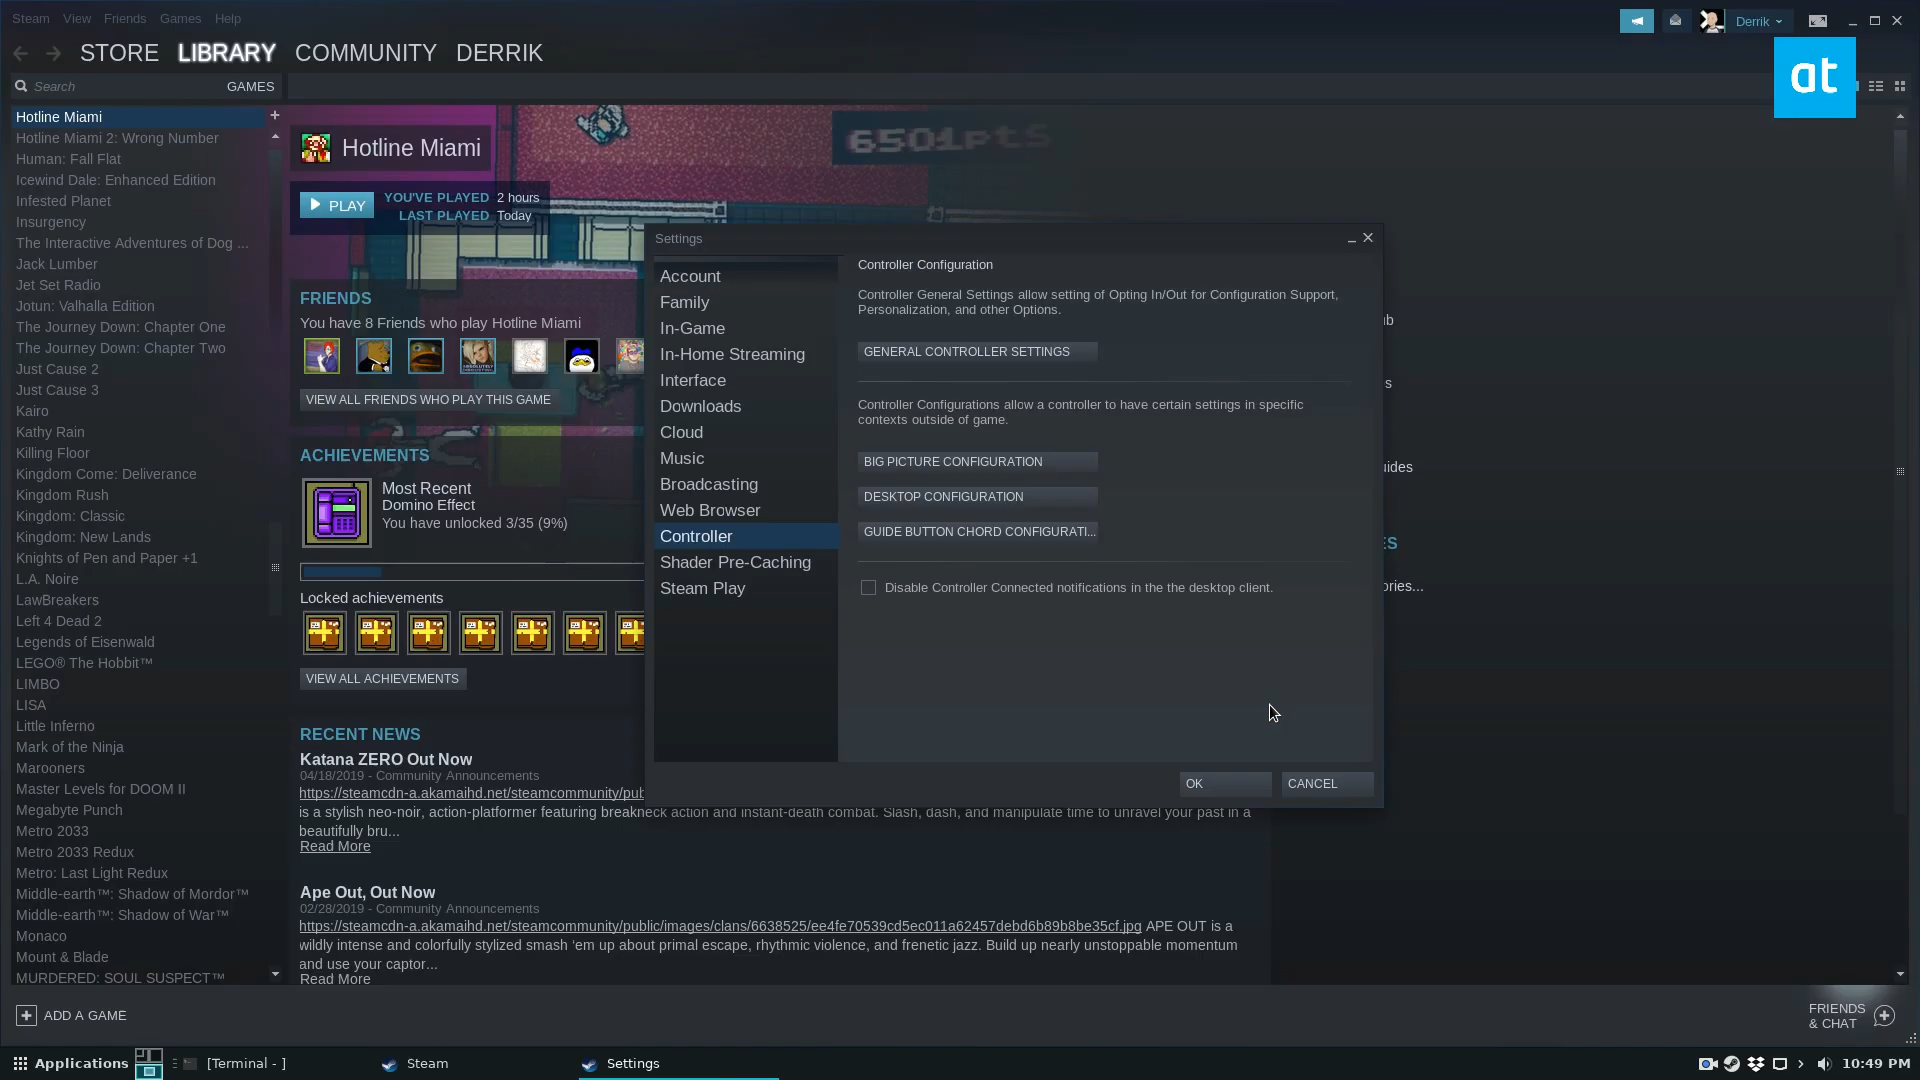 Steam View Friends Games Help
Derrik
STORE LIBRARY COMMUNITY DERRIK
at
Search GAMES
Hotline Miami
Hotline Miami 2: Wrong Number
Human: Fall Flat
Icewind Dale: Enhanced Edition
Infested Planet
Insurgency
The Interactive Adventures of Dog ...
Jack Lumber
Jet Set Radio
Jotun: Valhalla Edition
The Journey Down: Chapter One
The Journey Down: Chapter Two
Just Cause 2
Just Cause 3
Kairo
Kathy Rain
Killing Floor
Kingdom Come: Deliverance
Kingdom Rush
Kingdom: Classic
Kingdom: New Lands
Knights of Pen and Paper +1
L.A. Noire
LawBreakers
Left 4 Dead 2
Legends of Eisenwald
LEGO® The Hobbit™
LIMBO
LISA
Little Inferno
Mark of the Ninja
Marooners
Master Levels for DOOM II
Megabyte Punch
Metro 2033
Metro 2033 Redux
Metro: Last Light Redux
Middle-earth™: Shadow of Mordor™
Middle-earth™: Shadow of War™
Monaco
Mount & Blade
MURDERED: SOUL SUSPECT™
ADD A GAME
Hotline Miami
6501pts
PLAY
YOU'VE PLAYED 2 hours
LAST PLAYED Today
FRIENDS
You have 8 Friends who play Hotline Miami
VIEW ALL FRIENDS WHO PLAY THIS GAME
ACHIEVEMENTS
Most Recent
Domino Effect
You have unlocked 3/35 (9%)
Locked achievements
VIEW ALL ACHIEVEMENTS
RECENT NEWS
Katana ZERO Out Now
04/18/2019 - Community Announcements
https://steamcdn-a.akamaihd.net/steamcommunity/pub
is a stylish neo-noir, action-platformer featuring breakneck action and instant-death combat. Slash, dash, and manipulate time to unravel your past in a
beautifully bru...
Read More
Ape Out, Out Now
02/28/2019 - Community Announcements
https://steamcdn-a.akamaihd.net/steamcommunity/public/images/clans/6638525/ee4fe70539cd5ec011a62457debd6b89b8be35cf.jpg APE OUT is a
wildly intense and colorfully stylized smash 'em up about primal escape, rhythmic violence, and frenetic jazz. Build up nearly unstoppable momentum
and use your captor...
Read More
Settings
Account
Family
In-Game
In-Home Streaming
Interface
Downloads
Cloud
Music
Broadcasting
Web Browser
Controller
Shader Pre-Caching
Steam Play
Controller Configuration
Controller General Settings allow setting of Opting In/Out for Configuration Support,
Personalization, and other Options.
GENERAL CONTROLLER SETTINGS
Controller Configurations allow a controller to have certain settings in specific
contexts outside of game.
BIG PICTURE CONFIGURATION
DESKTOP CONFIGURATION
GUIDE BUTTON CHORD CONFIGURATI...
Disable Controller Connected notifications in the the desktop client.
OK CANCEL
ub
s
uides
ES
ories...
FRIENDS
& CHAT
Applications [Terminal - ] Steam Settings 10:49 PM